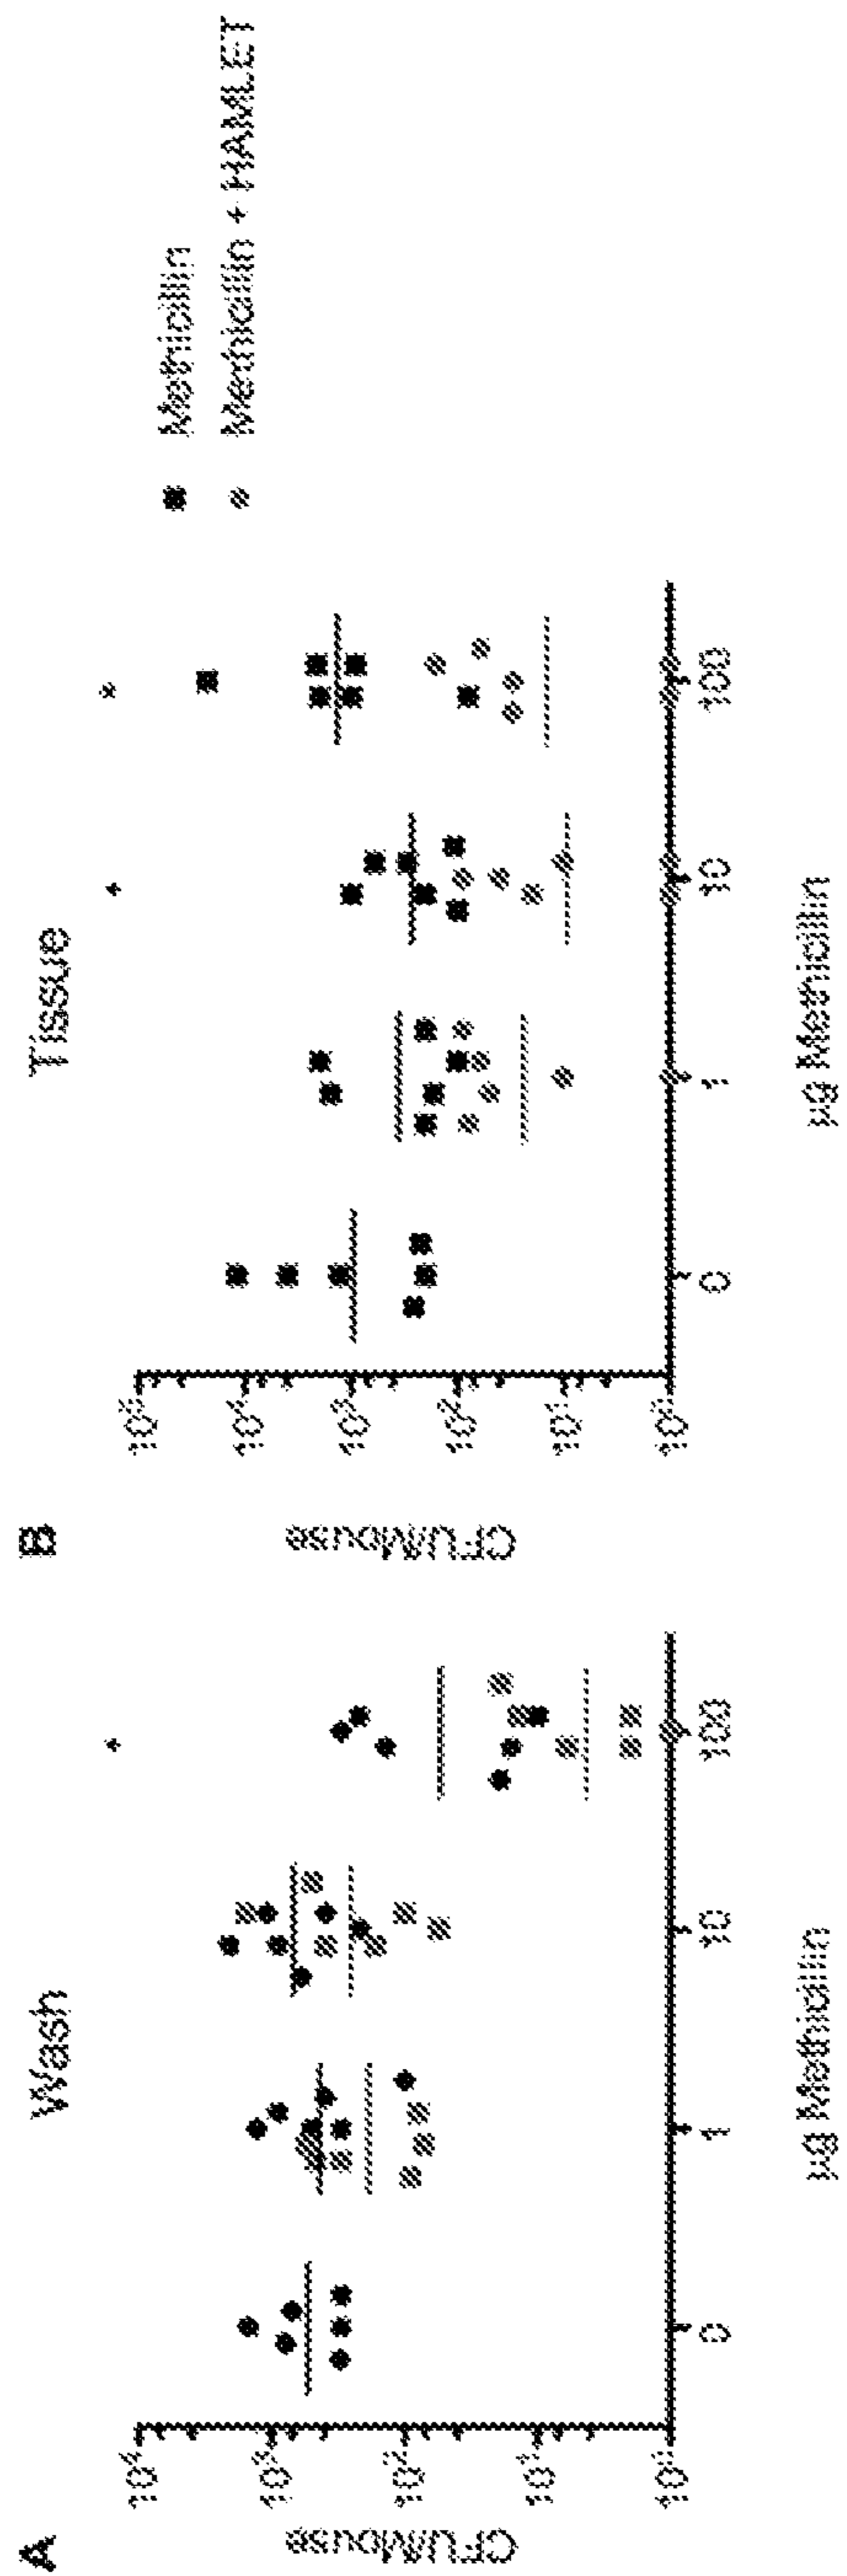 A
Wash
CFU/Mouse
10⁴
10³
10²
10¹
10⁰
*
0
1
10
100
µg Methicillin
B
Tissue
CFU/Mouse
10⁵
10⁴
10³
10²
10¹
10⁰
*
*
0
1
10
100
µg Methicillin
Methicillin
Methicillin + HAMLET